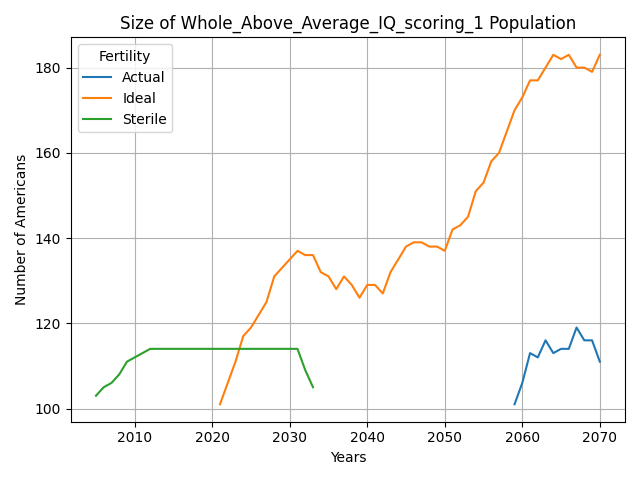 Size of Whole_Above_Average_IQ_scoring_1 Population
Fertility
Actual
Ideal
Sterile
Number of Americans
180
160
140
120
100
2010 2020 2030 2040 2050 2060 2070
Years